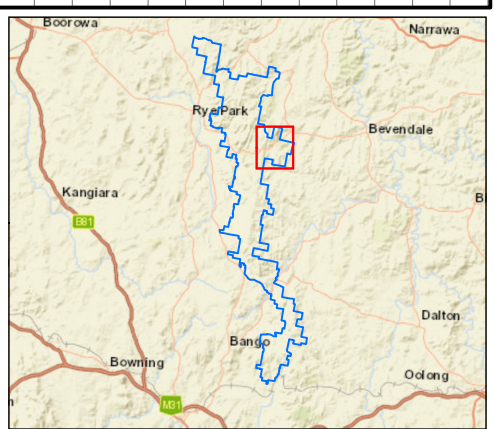 Boorowa
Narrawa
Rye Park
Bevendale
Kangiara
B81
Dalton
Bango
Bowning
Oolong
M31